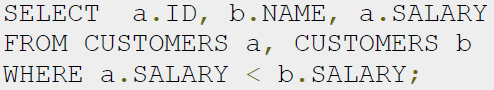 SELECT  a.ID, b.NAME, a.SALARY
FROM CUSTOMERS a, CUSTOMERS b
WHERE a.SALARY < b.SALARY;